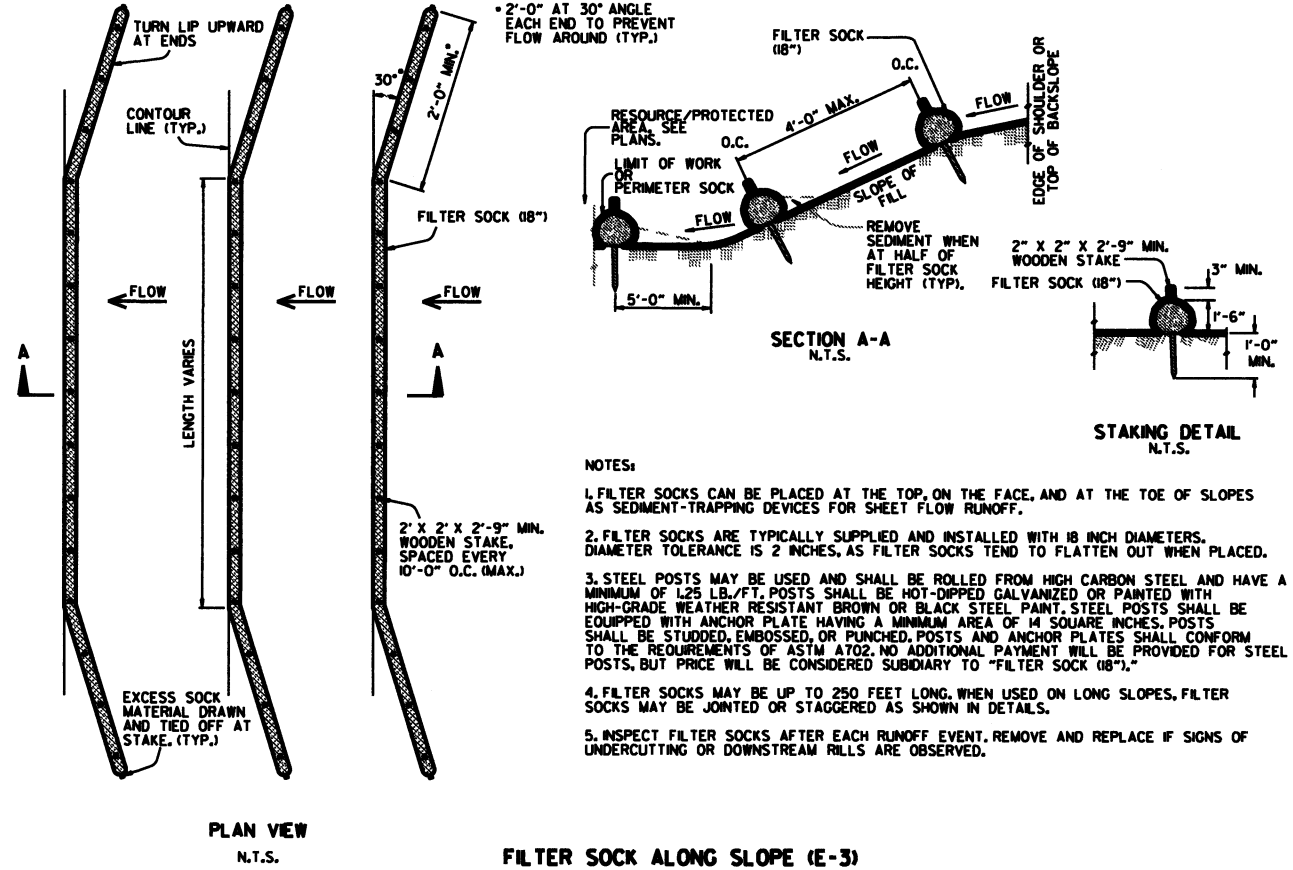 TURN LIP UPWARD
AT ENDS
CONTOUR
LINE (TYP.)
30°*
2'-0" MIN.*
* 2'-0" AT 30° ANGLE
EACH END TO PREVENT
FLOW AROUND (TYP.)
FILTER SOCK (18")
FLOW
FLOW
FLOW
A
A
LENGTH VARIES
2' X 2' X 2'-9" MIN.
WOODEN STAKE,
SPACED EVERY
10'-0" O.C. (MAX.)
EXCESS SOCK
MATERIAL DRAWN
AND TIED OFF AT
STAKE. (TYP.)
PLAN VIEW
N.T.S.
RESOURCE/PROTECTED
AREA. SEE
PLANS.
LIMIT OF WORK
OR
PERIMETER SOCK
FILTER SOCK
(18")
O.C.
4'-0" MAX.
O.C.
FLOW
FLOW
FLOW
SLOPE OF
FILL
EDGE OF SHOULDER OR
TOP OF BACKSLOPE
REMOVE
SEDIMENT WHEN
AT HALF OF
FILTER SOCK
HEIGHT (TYP).
5'-0" MIN.
SECTION A-A
N.T.S.
2" X 2" X 2'-9" MIN.
WOODEN STAKE
FILTER SOCK (18")
3" MIN.
1'-6"
1'-0"
MIN.
STAKING DETAIL
N.T.S.
NOTES:
1. FILTER SOCKS CAN BE PLACED AT THE TOP, ON THE FACE, AND AT THE TOE OF SLOPES
AS SEDIMENT-TRAPPING DEVICES FOR SHEET FLOW RUNOFF.
2. FILTER SOCKS ARE TYPICALLY SUPPLIED AND INSTALLED WITH 18 INCH DIAMETERS.
DIAMETER TOLERANCE IS 2 INCHES, AS FILTER SOCKS TEND TO FLATTEN OUT WHEN PLACED.
3. STEEL POSTS MAY BE USED AND SHALL BE ROLLED FROM HIGH CARBON STEEL AND HAVE A
MINIMUM OF 1.25 LB./FT. POSTS SHALL BE HOT-DIPPED GALVANIZED OR PAINTED WITH
HIGH-GRADE WEATHER RESISTANT BROWN OR BLACK STEEL PAINT. STEEL POSTS SHALL BE
EQUIPPED WITH ANCHOR PLATE HAVING A MINIMUM AREA OF 14 SQUARE INCHES. POSTS
SHALL BE STUDDED, EMBOSSED, OR PUNCHED. POSTS AND ANCHOR PLATES SHALL CONFORM
TO THE REQUIREMENTS OF ASTM A702. NO ADDITIONAL PAYMENT WILL BE PROVIDED FOR STEEL
POSTS, BUT PRICE WILL BE CONSIDERED SUBIDIARY TO "FILTER SOCK (18")."
4. FILTER SOCKS MAY BE UP TO 250 FEET LONG. WHEN USED ON LONG SLOPES, FILTER
SOCKS MAY BE JOINTED OR STAGGERED AS SHOWN IN DETAILS.
5. INSPECT FILTER SOCKS AFTER EACH RUNOFF EVENT. REMOVE AND REPLACE IF SIGNS OF
UNDERCUTTING OR DOWNSTREAM RILLS ARE OBSERVED.
FILTER SOCK ALONG SLOPE (E-3)